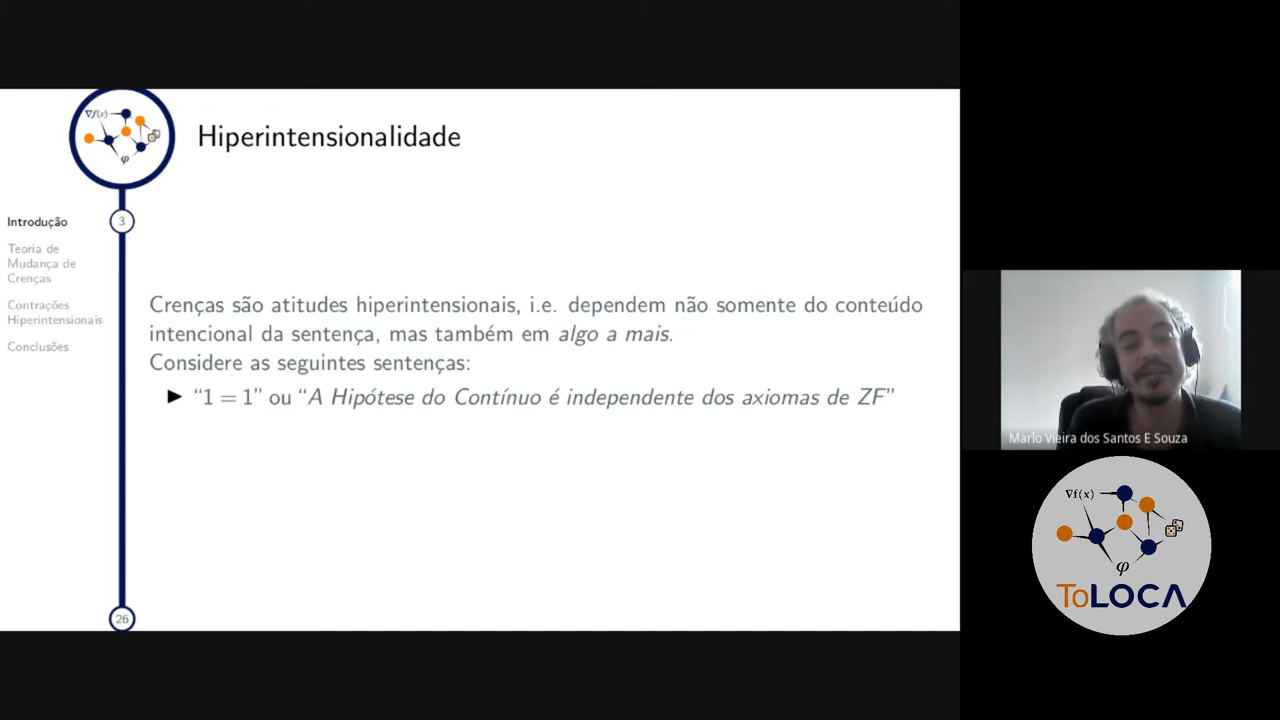 ∇f(x)
φ
Hiperintensionalidade
Introdução
3
Teoria de
Mudança de
Crenças
Contrações
Hiperintensionais
Conclusões
Crenças são atitudes hiperintensionais, i.e. dependem não somente do conteúdo
intencional da sentença, mas também em algo a mais.
Considere as seguintes sentenças:
▶ “1 = 1” ou “A Hipótese do Contínuo é independente dos axiomas de ZF”
26
Marlo Vieira dos Santos E Souza
∇f(x)
φ
ToLOCA